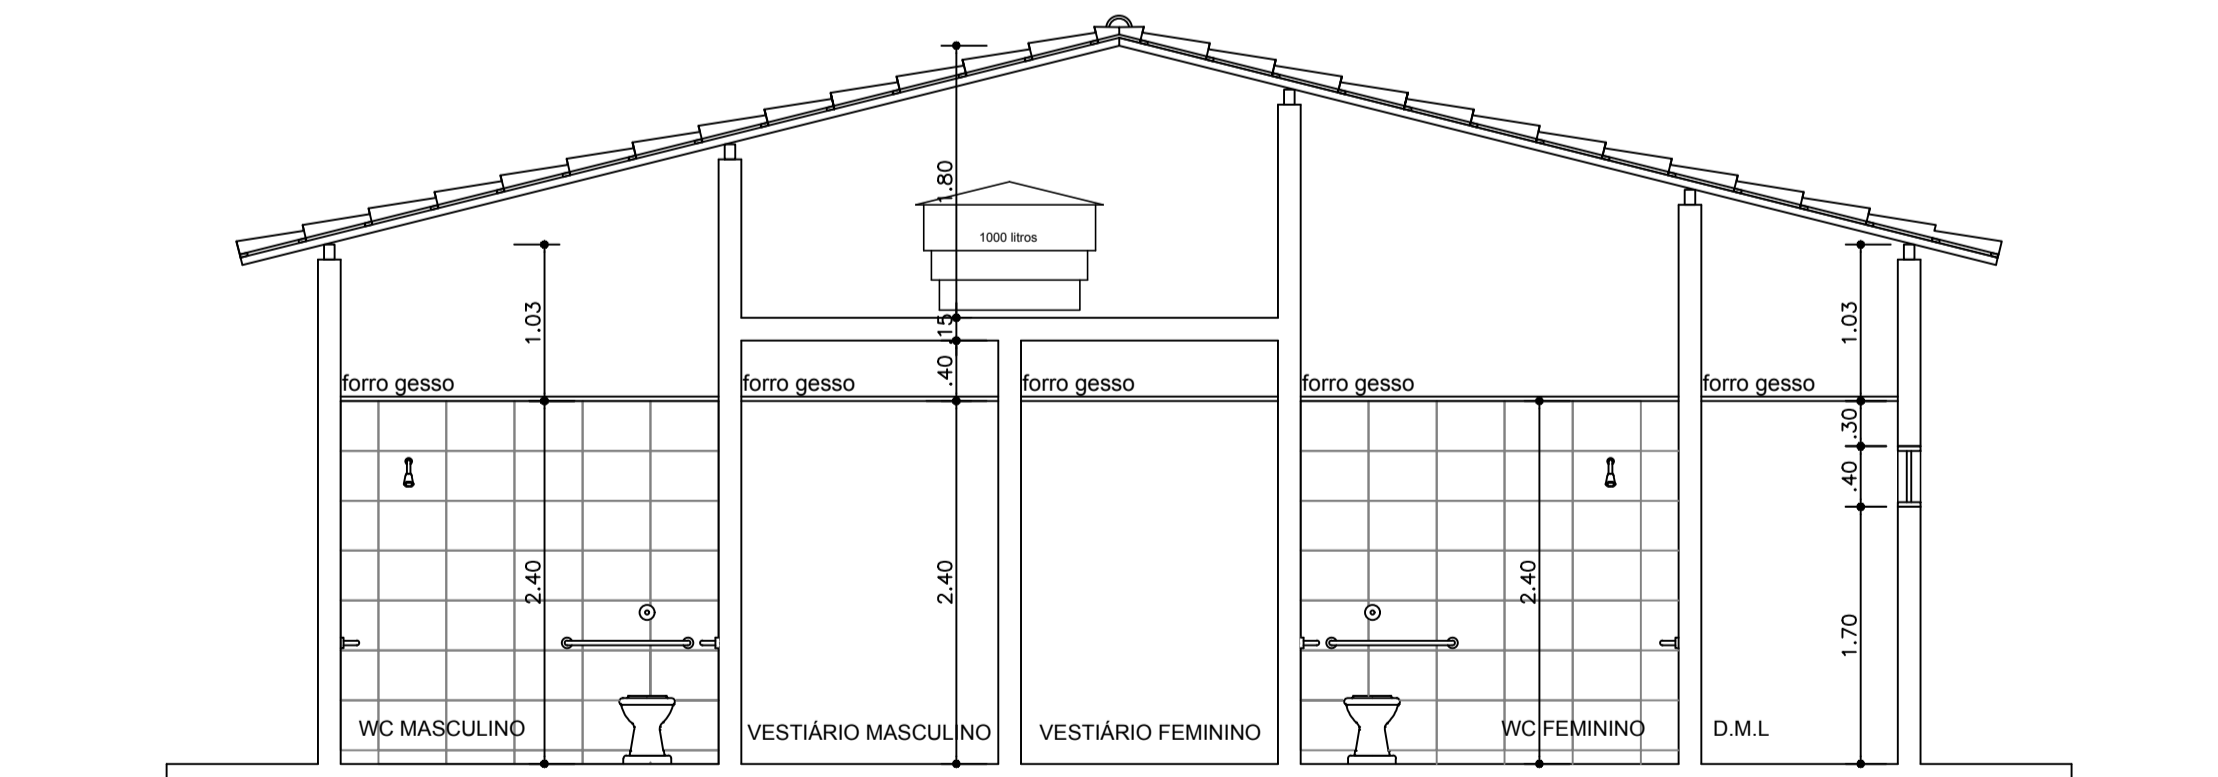 1.80
1000 litros
1.03
.15
1.03
.40
forro gesso
forro gesso
forro gesso
forro gesso
forro gesso
.30
.40
2.40
2.40
2.40
1.70
WC MASCULINO
VESTIÁRIO MASCULINO
VESTIÁRIO FEMININO
WC FEMININO
D.M.L